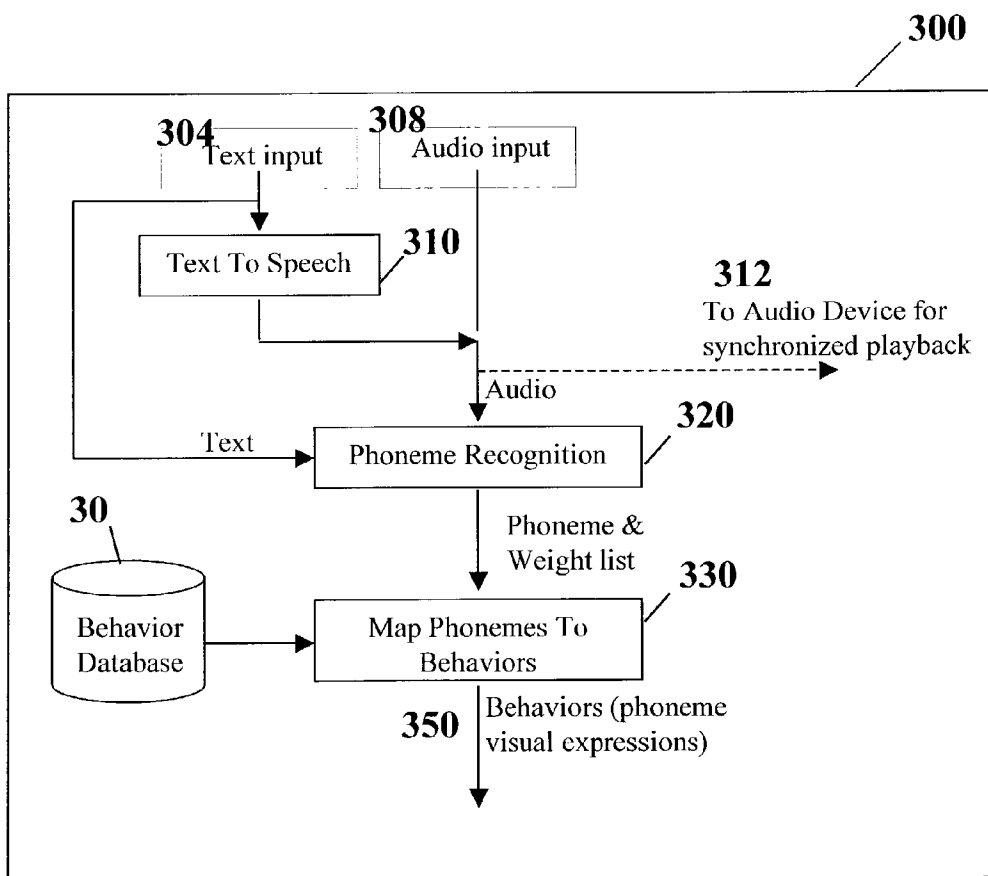 300
304
308
Text input
Audio input
Text To Speech
310
312
To Audio Device for
synchronized playback
Audio
320
Text
Phoneme Recognition
30
Phoneme &
Weight list
330
Behavior
Database
Map Phonemes To
Behaviors
350
Behaviors (phoneme
visual expressions)